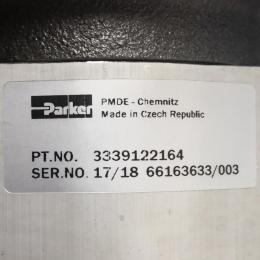 Parker
PMDE - Chemnitz
Made in Czech Republic
PT.NO. 3339122164
SER.NO. 17/18 66163633/003